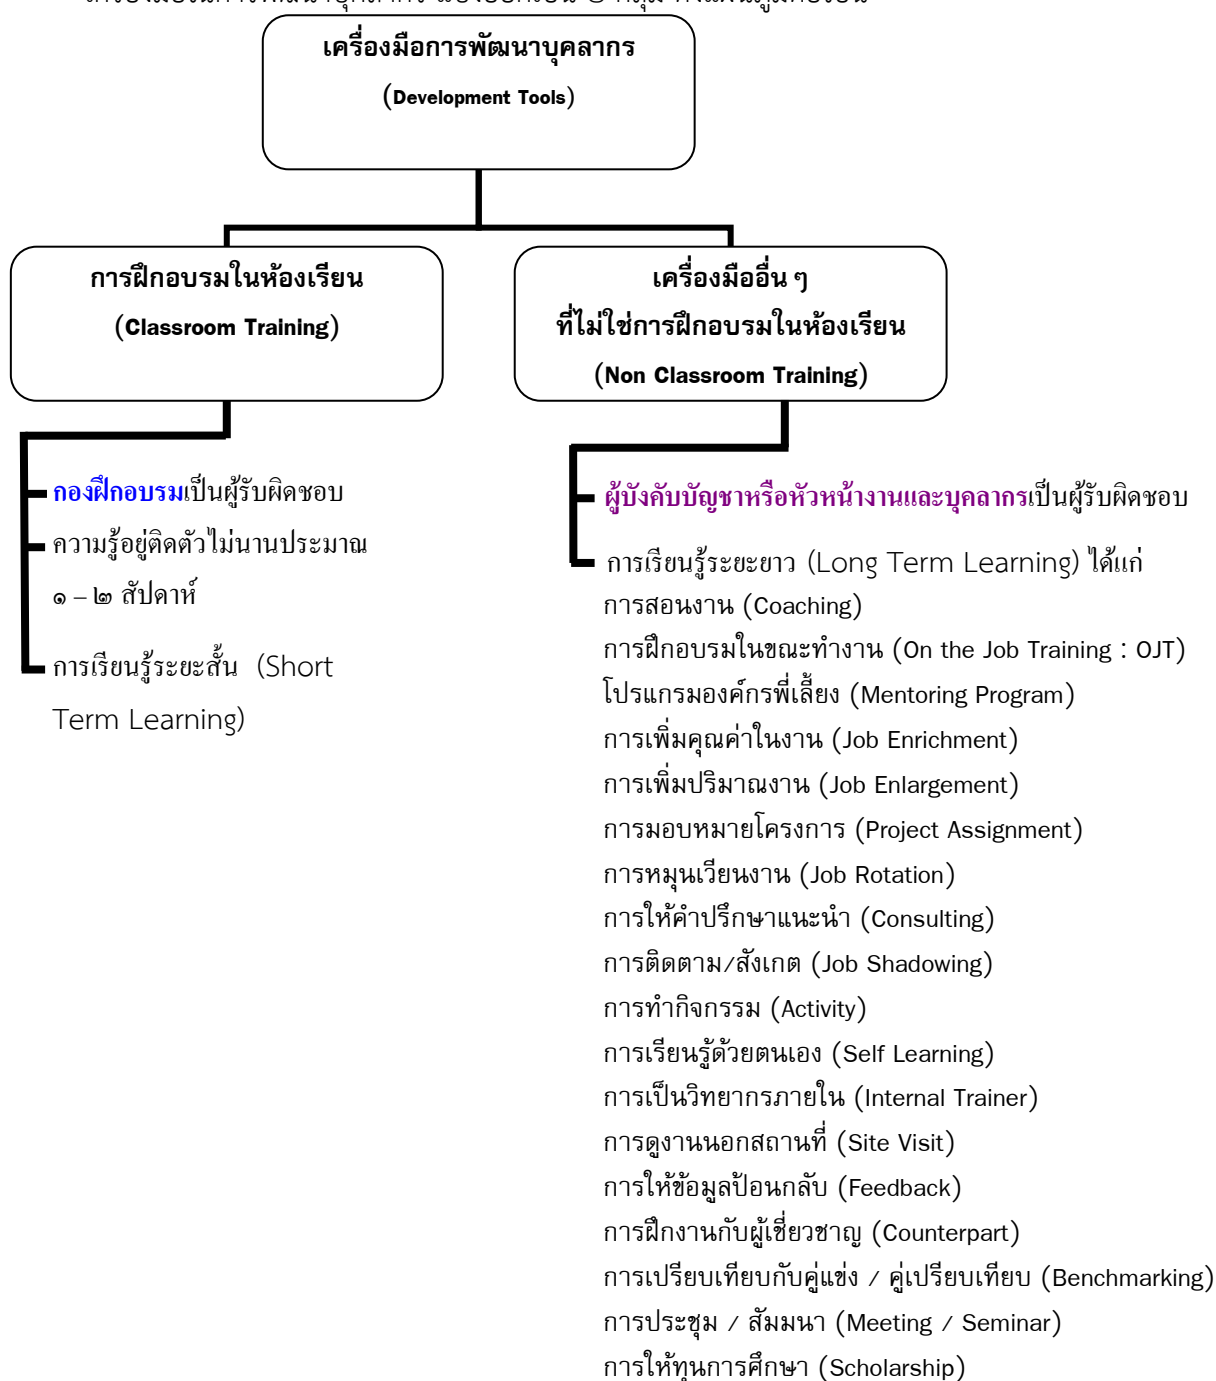 เครื่องมือการพัฒนาบุคลากร
(Development Tools)
การฝึกอบรมในห้องเรียน
(Classroom Training)
เครื่องมืออื่น ๆ
ที่ไม่ใช่การฝึกอบรมในห้องเรียน
(Non Classroom Training)
กองฝึกอบรมเป็นผู้รับผิดชอบ
ความรู้อยู่ติดตัวไม่นานประมาณ
๑ – ๒ สัปดาห์
การเรียนรู้ระยะสั้น (Short
Term Learning)
ผู้บังคับบัญชาหรือหัวหน้างานและบุคลากรเป็นผู้รับผิดชอบ
การเรียนรู้ระยะยาว (Long Term Learning) ได้แก่
การสอนงาน (Coaching)
การฝึกอบรมในขณะทำงาน (On the Job Training : OJT)
โปรแกรมองค์กรพี่เลี้ยง (Mentoring Program)
การเพิ่มคุณค่าในงาน (Job Enrichment)
การเพิ่มปริมาณงาน (Job Enlargement)
การมอบหมายโครงการ (Project Assignment)
การหมุนเวียนงาน (Job Rotation)
การให้คำปรึกษาแนะนำ (Consulting)
การติดตาม/สังเกต (Job Shadowing)
การทำกิจกรรม (Activity)
การเรียนรู้ด้วยตนเอง (Self Learning)
การเป็นวิทยากรภายใน (Internal Trainer)
การดูงานนอกสถานที่ (Site Visit)
การให้ข้อมูลป้อนกลับ (Feedback)
การฝึกงานกับผู้เชี่ยวชาญ (Counterpart)
การเปรียบเทียบกับคู่แข่ง / คู่เปรียบเทียบ (Benchmarking)
การประชุม / สัมมนา (Meeting / Seminar)
การให้ทุนการศึกษา (Scholarship)